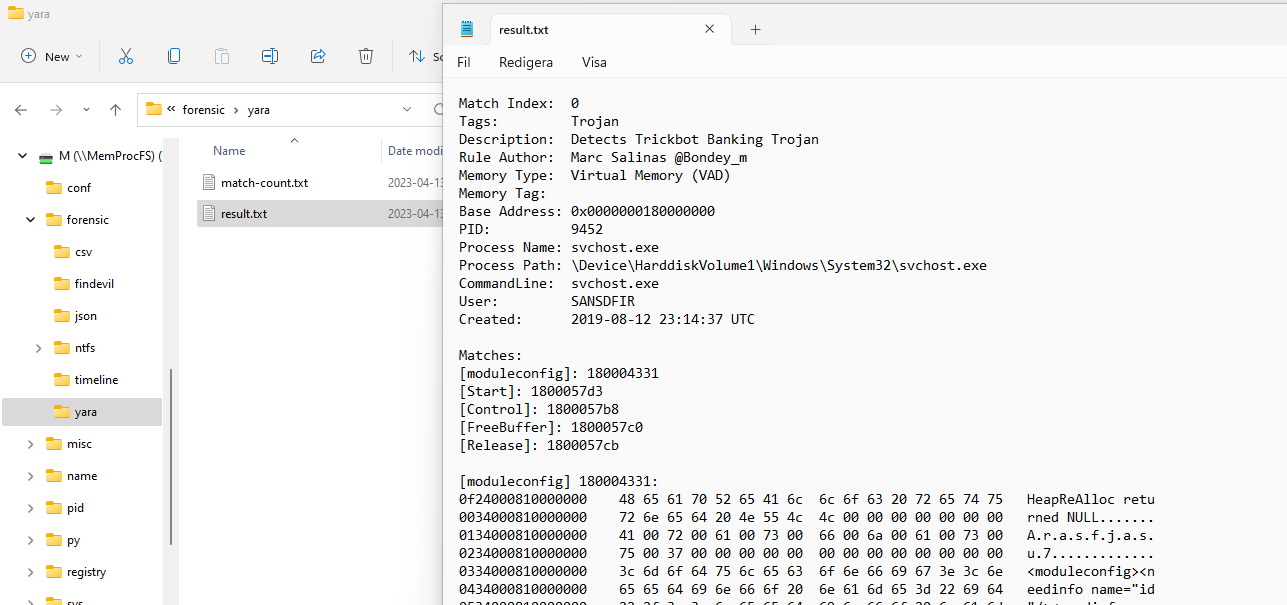 yara
New
Sc
« forensic > yara
M (\\MemProcFS) (
conf
forensic
csv
findevil
json
ntfs
timeline
yara
misc
name
pid
py
registry
sys
Name
Date modi
match-count.txt 2023-04-13
result.txt 2023-04-13
result.txt
Fil Redigera Visa
Match Index: 0
Tags: Trojan
Description: Detects Trickbot Banking Trojan
Rule Author: Marc Salinas @Bondey_m
Memory Type: Virtual Memory (VAD)
Memory Tag:
Base Address: 0x0000000180000000
PID: 9452
Process Name: svchost.exe
Process Path: \Device\HarddiskVolume1\Windows\System32\svchost.exe
CommandLine: svchost.exe
User: SANSDFIR
Created: 2019-08-12 23:14:37 UTC
Matches:
[moduleconfig]: 180004331
[Start]: 1800057d3
[Control]: 1800057b8
[FreeBuffer]: 1800057c0
[Release]: 1800057cb
[moduleconfig] 180004331:
0f24000810000000 48 65 61 70 52 65 41 6c 6c 6f 63 20 72 65 74 75 HeapReAlloc retu
0034000810000000 72 6e 65 64 20 4e 55 4c 4c 00 00 00 00 00 00 00 rned NULL.......
0134000810000000 41 00 72 00 61 00 73 00 66 00 6a 00 61 00 73 00 A.r.a.s.f.j.a.s.
0234000810000000 75 00 37 00 00 00 00 00 00 00 00 00 00 00 00 00 u.7.............
0334000810000000 3c 6d 6f 64 75 6c 65 63 6f 6e 66 69 67 3e 3c 6e <moduleconfig><n
0434000810000000 65 65 64 69 6e 66 6f 20 6e 61 6d 65 3d 22 69 64 eedinfo name="id